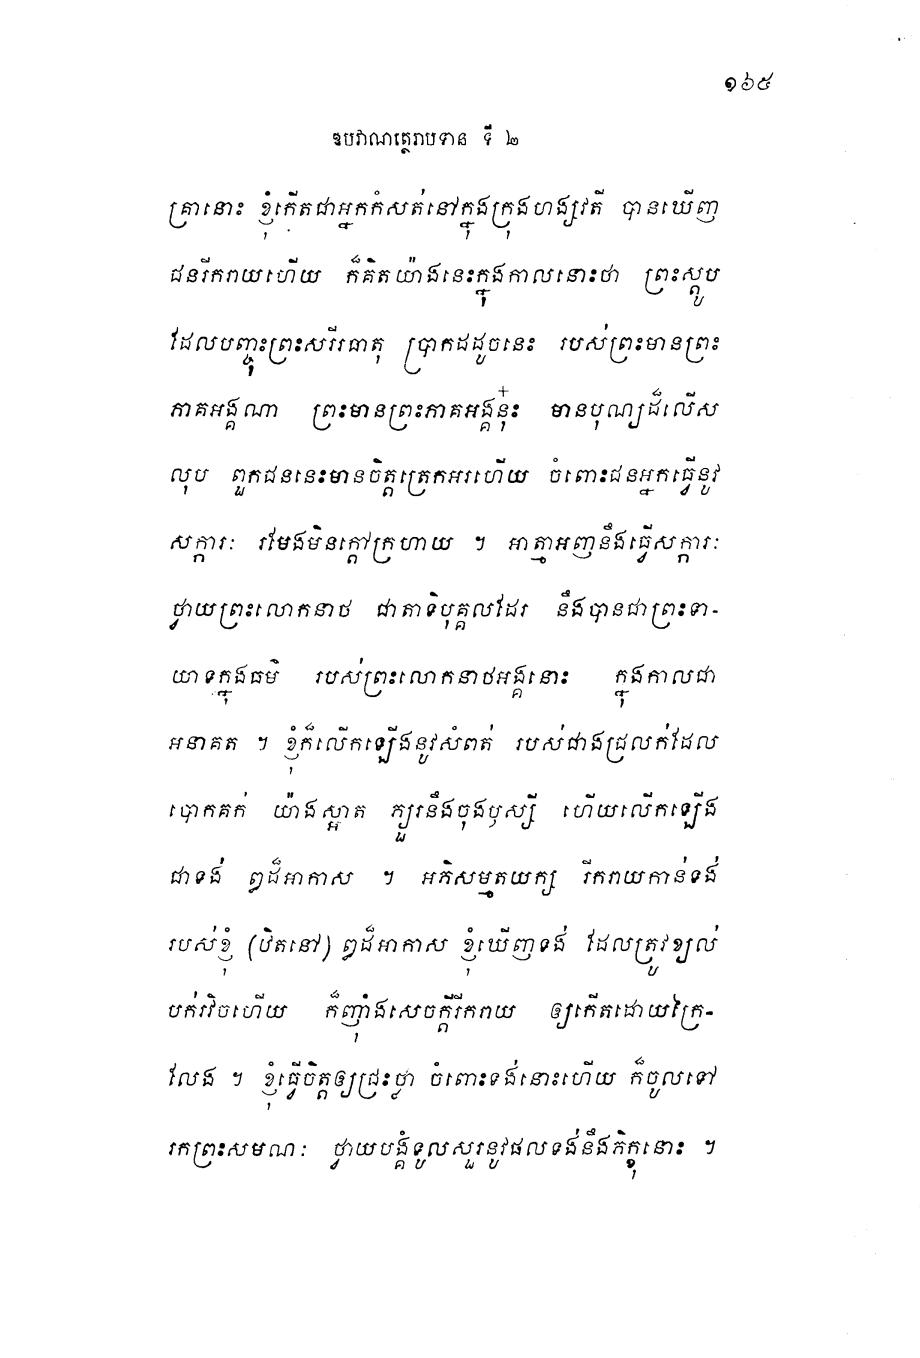 ១៦៥
ឧបវាណត្ថេរាបទាន ទី ២
គ្រានោះ ខ្ញុំកើតជាអ្នកកំសត់នៅក្នុងក្រុងហង្សវតី បានឃើញ
ជនរីករាយហើយ ក៏គិតយ៉ាងនេះក្នុងកាលនោះថា ព្រះស្តូប
ដែលបញ្ចុះព្រះសរីរធាតុ ប្រាកដដូចនេះ របស់ព្រះមានព្រះ
ភាគអង្គណា ព្រះមានព្រះភាគអង្គនុ៎ះ មានបុណ្យដ៏លើស
លុប ពួកជននេះមានចិត្តត្រេកអរហើយ ចំពោះជនអ្នកធ្វើនូវ
សក្ការៈ រមែងមិនក្តៅក្រហាយ ។ អាត្មាអញនឹងធ្វើសក្ការៈ
ថ្វាយព្រះលោកនាថ ជាតាទិបុគ្គលដែរ នឹងបានជាព្រះទា-
យាទក្នុងធម៌ របស់ព្រះលោកនាថអង្គនោះ ក្នុងកាលជា
អនាគត ។ ខ្ញុំក៏លើកឡើងនូវសំពត់ របស់ជាងជ្រលក់ដែល
បោកគក់ យ៉ាងស្អាត ភ្ជួរនឹងចុងឫស្សី ហើយលើកឡើង
ជាទង់ ឰដ៏អាកាស ។ អភិសម្មតយក្ស រីករាយកាន់ទង់
របស់ខ្ញុំ (ឋិតនៅ) ឰដ៏អាកាស ខ្ញុំឃើញទង់ ដែលត្រូវខ្យល់
បក់រវិចហើយ ក៏ញ៉ាំងសេចក្តីរីករាយ ឲ្យកើតដោយក្រៃ-
លែង ។ ខ្ញុំធ្វើចិត្តឲ្យជ្រះថ្លា ចំពោះទង់នោះហើយ ក៏ចូលទៅ
រកព្រះសមណៈ ថ្វាយបង្គំទូលសួរនូវផលទង់នឹងភិក្ខុនោះ ។